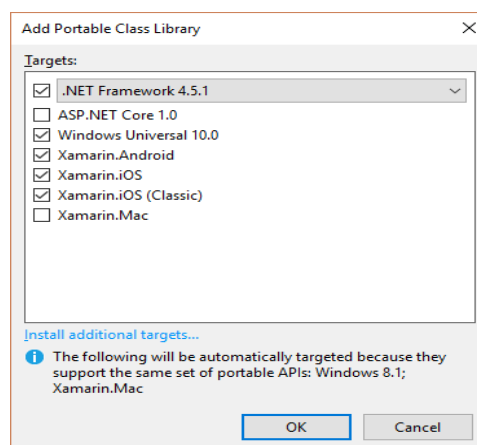 Add Portable Class Library
Targets:
.NET Framework 4.5.1
ASP.NET Core 1.0
Windows Universal 10.0
Xamarin.Android
Xamarin.iOS
Xamarin.iOS (Classic)
Xamarin.Mac
Install additional targets...
The following will be automatically targeted because they
support the same set of portable APIs: Windows 8.1;
Xamarin.Mac
OK
Cancel